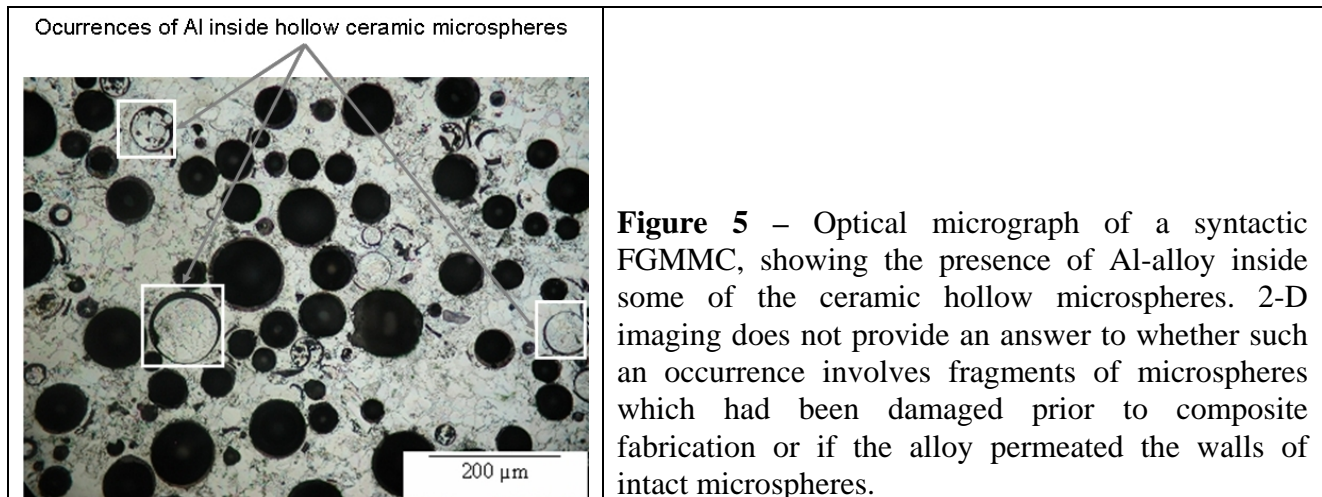 Ocurrences of Al inside hollow ceramic microspheres
200 µm
Figure 5 – Optical micrograph of a syntactic
FGMMC, showing the presence of Al-alloy inside
some of the ceramic hollow microspheres. 2-D
imaging does not provide an answer to whether such
an occurrence involves fragments of microspheres
which had been damaged prior to composite
fabrication or if the alloy permeated the walls of
intact microspheres.